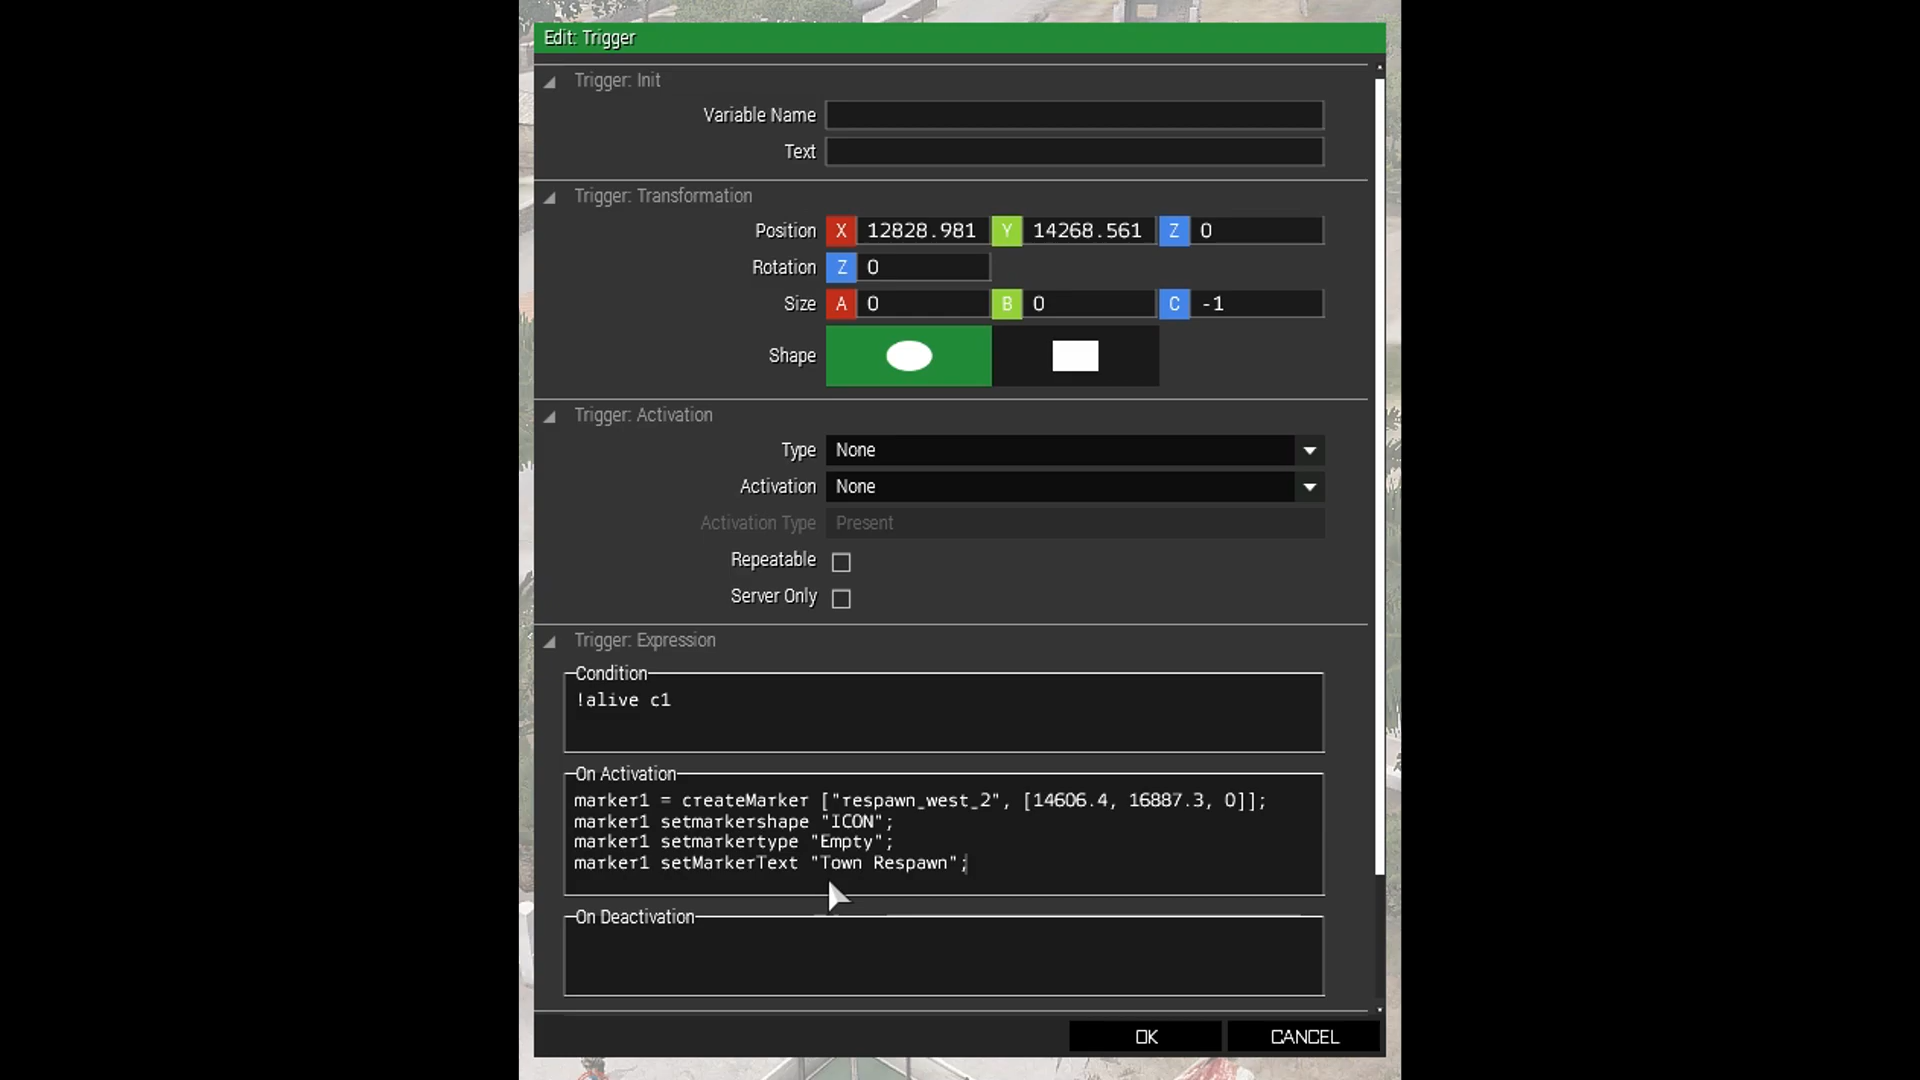 Edit: Trigger
Trigger: Init
Variable Name
Text
Trigger: Transformation
Position X 12828.981 Y 14268.561 Z 0
Rotation Z 0
Size A 0 B 0 C -1
Shape
Trigger: Activation
Type None
Activation None
Activation Type Present
Repeatable
Server Only
Trigger: Expression
Condition
!alive c1
On Activation
marker1 = createMarker ["respawn_west_2", [14606.4, 16887.3, 0]];
marker1 setmarkershape "ICON";
marker1 setmarkertype "Empty";
marker1 setMarkerText "Town Respawn";
On Deactivation
OK CANCEL